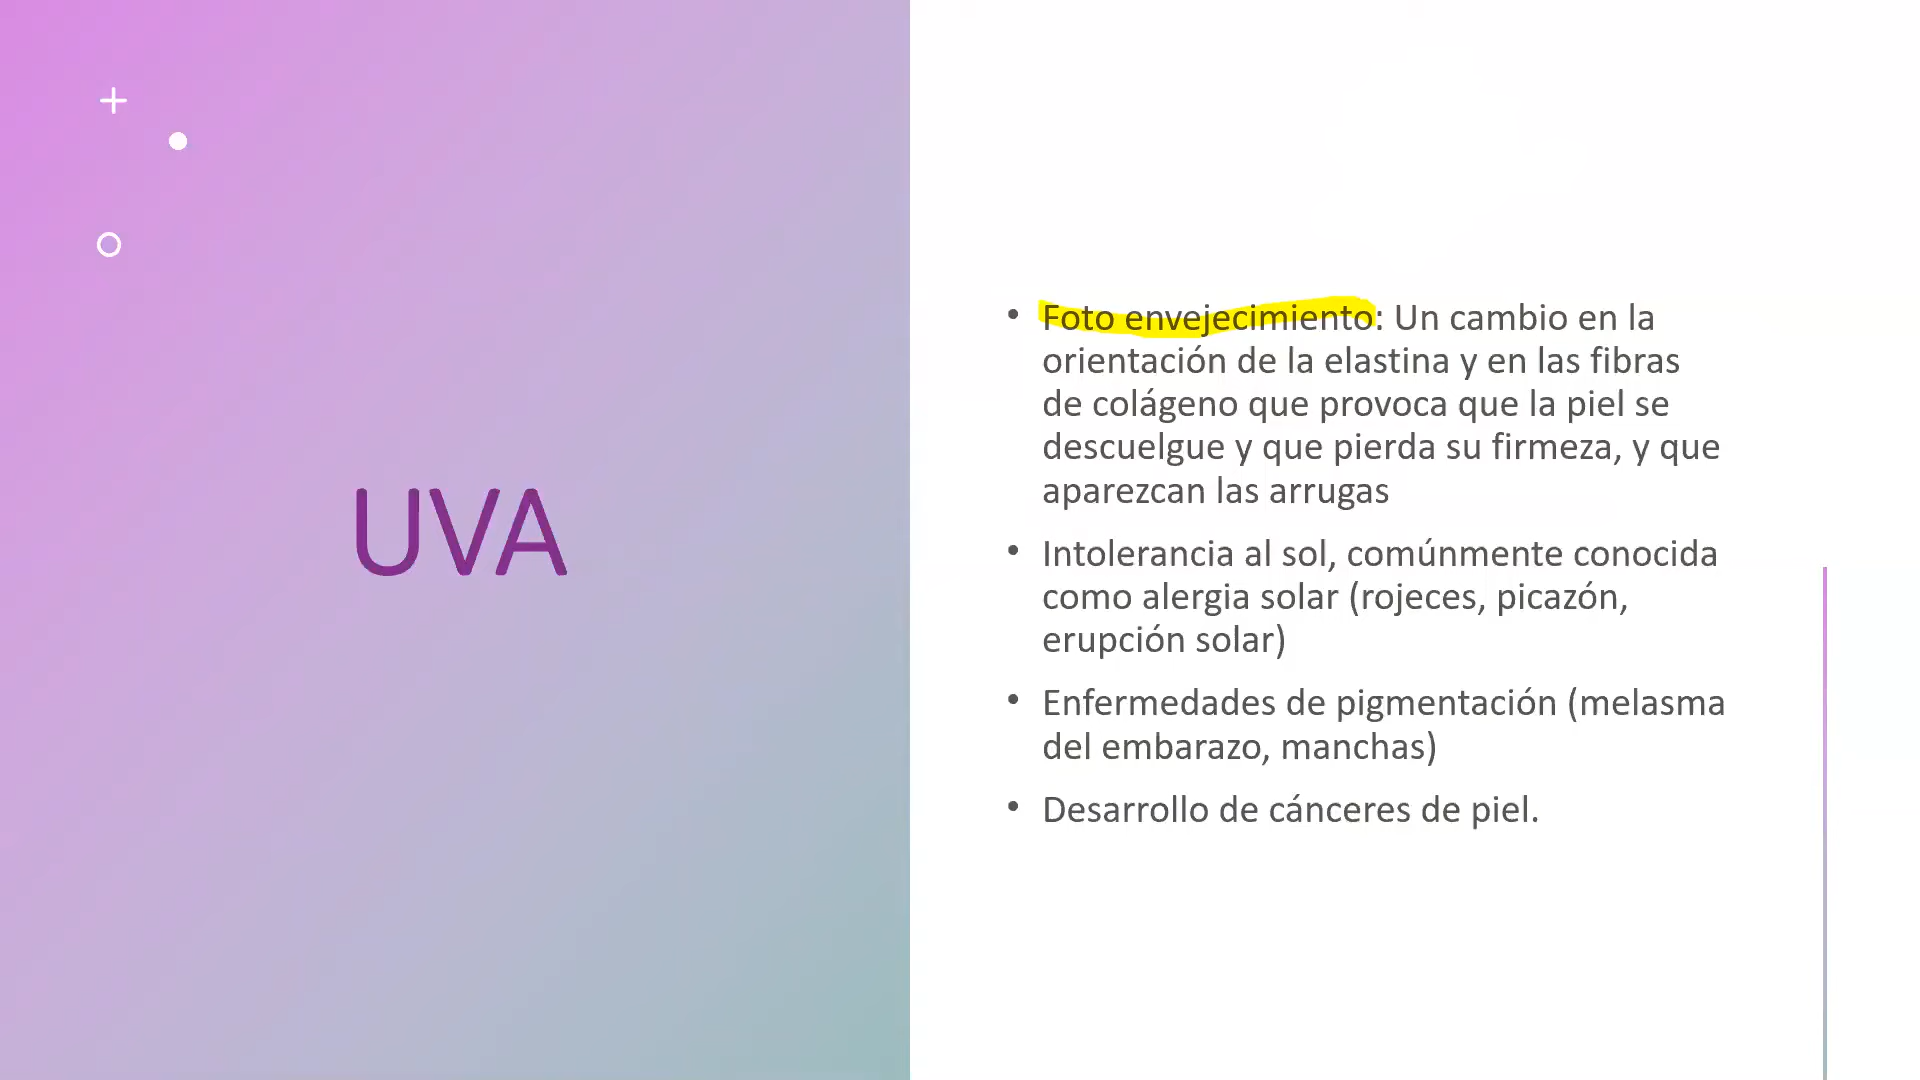 UVA
• Foto envejecimiento: Un cambio en la
orientación de la elastina y en las fibras
de colágeno que provoca que la piel se
descuelgue y que pierda su firmeza, y que
aparezcan las arrugas
• Intolerancia al sol, comúnmente conocida
como alergia solar (rojeces, picazón,
erupción solar)
• Enfermedades de pigmentación (melasma
del embarazo, manchas)
• Desarrollo de cánceres de piel.